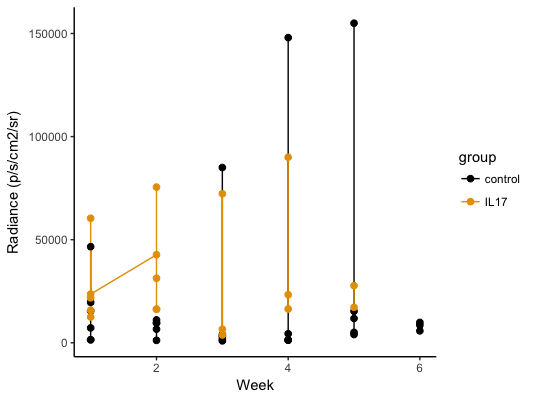 150000
100000
50000
0
Radiance (p/s/cm2/sr)
2
4
6
Week
group
control
IL17